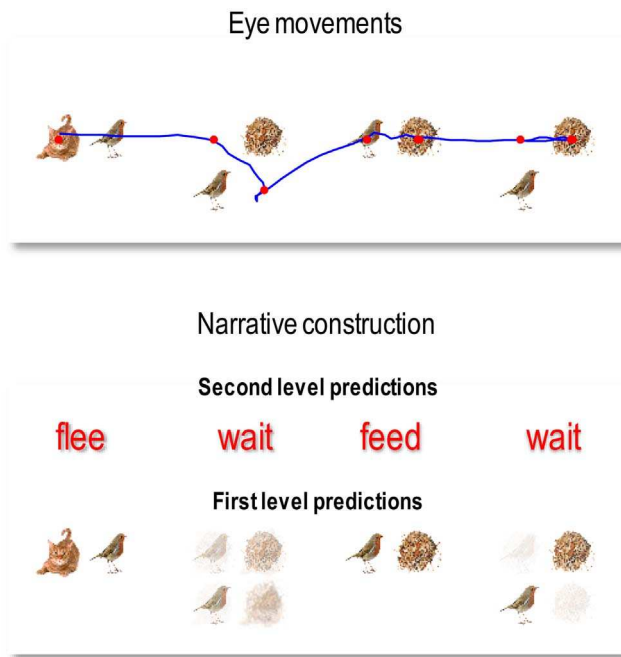 Eye movements
Narrative construction
Second level predictions
flee wait feed wait
First level predictions